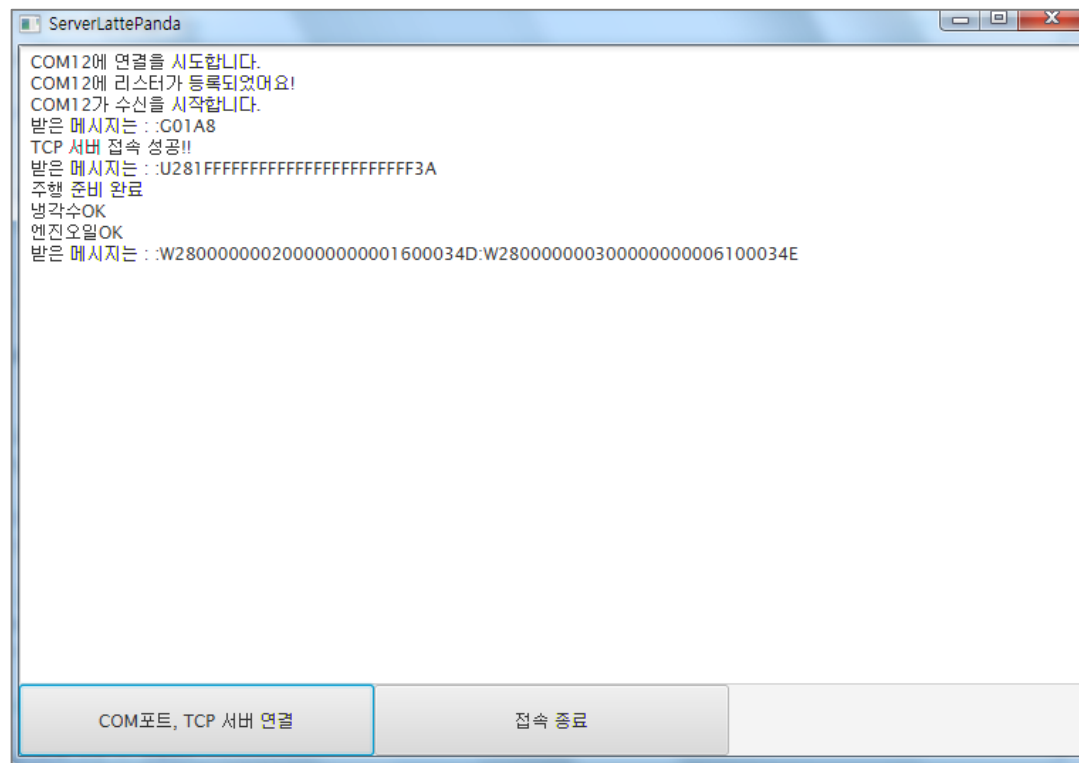 ServerLattePanda
COM12에 연결을 시도합니다.
COM12에 리스터가 등록되었어요!
COM12가 수신을 시작합니다.
받은 메시지는 : :G01A8
TCP 서버 접속 성공!!
받은 메시지는 : :U281FFFFFFFFFFFFFFFFFFFFFFF3A
주행 준비 완료
냉각수OK
엔진오일OK
받은 메시지는 : :W280000000200000000001600034D:W280000000300000000006100034E
COM포트, TCP 서버 연결
접속 종료